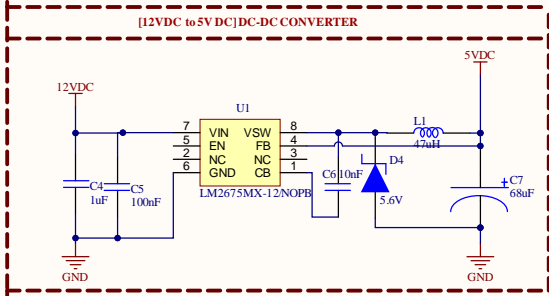 [12VDC to 5V DC] DC-DC CONVERTER
12VDC
5VDC
U1
L1
47uH
7 VIN VSW 8
5 EN FB 4
2 NC NC 3
6 GND CB 1
LM2675MX-12/NOPB
C4
1uF
C5
100nF
C6 10nF
D4
5.6V
C7
68uF
+
GND
GND